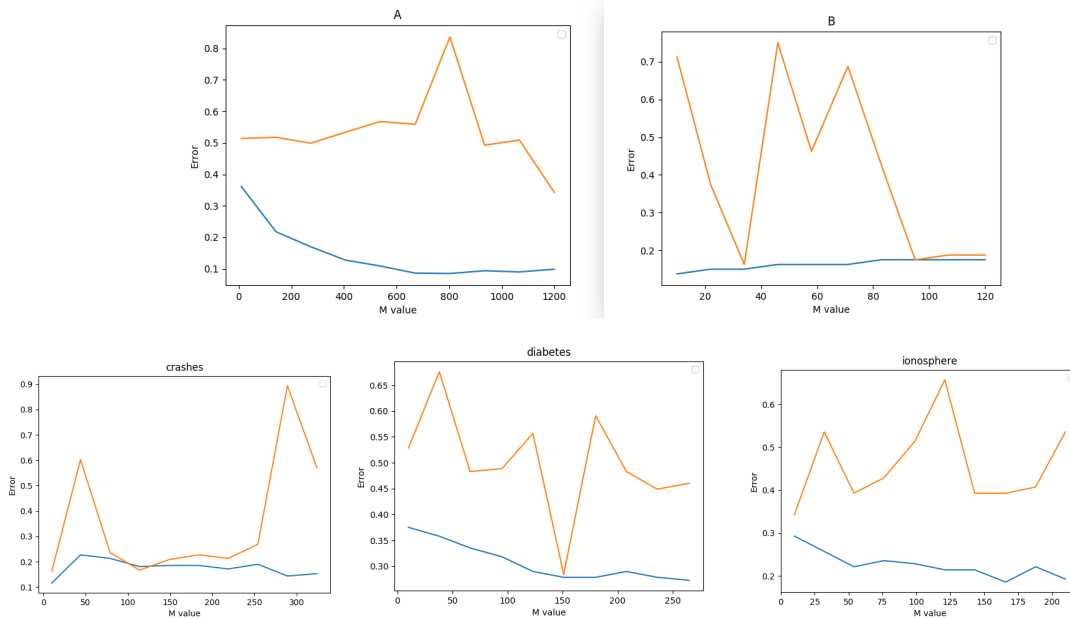 A
0.8
0.7
0.6
0.5
0.4
0.3
0.2
0.1
Error
0 200 400 600 800 1000 1200
M value
B
0.7
0.6
0.5
0.4
0.3
0.2
Error
20 40 60 80 100 120
M value
crashes
0.9
0.8
0.7
0.6
0.5
0.4
0.3
0.2
0.1
Error
0 50 100 150 200 250 300
M value
diabetes
0.65
0.60
0.55
0.50
0.45
0.40
0.35
0.30
Error
0 50 100 150 200 250
M value
ionosphere
0.6
0.5
0.4
0.3
0.2
Error
0 25 50 75 100 125 150 175 200
M value